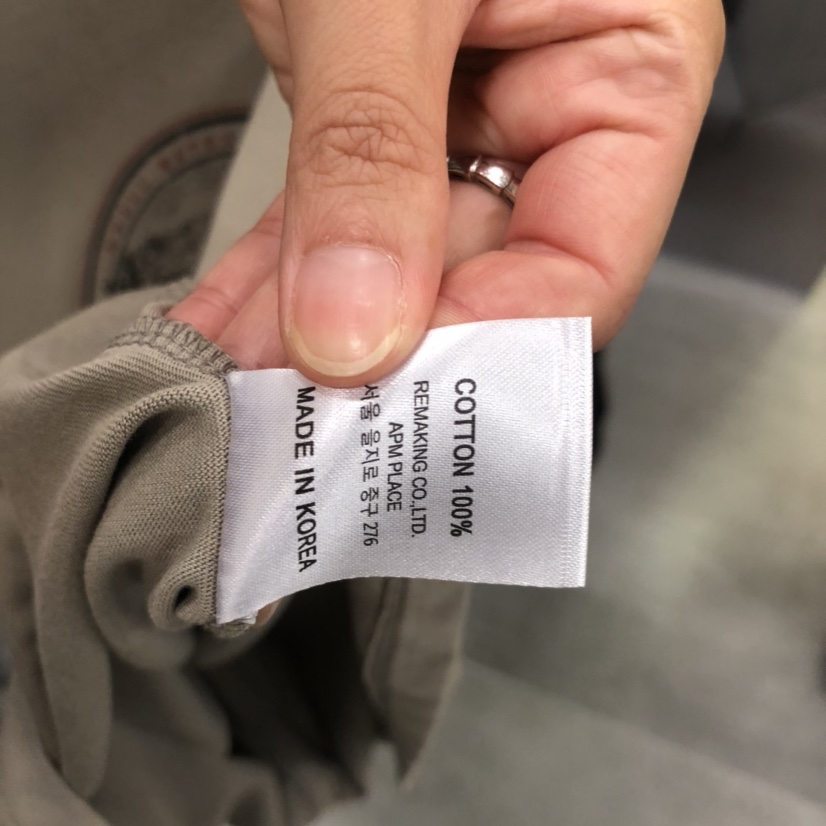 COTTON 100%
REMAKING CO.,LTD.
APM PLACE
서울 을지로 중구 276
MADE IN KOREA